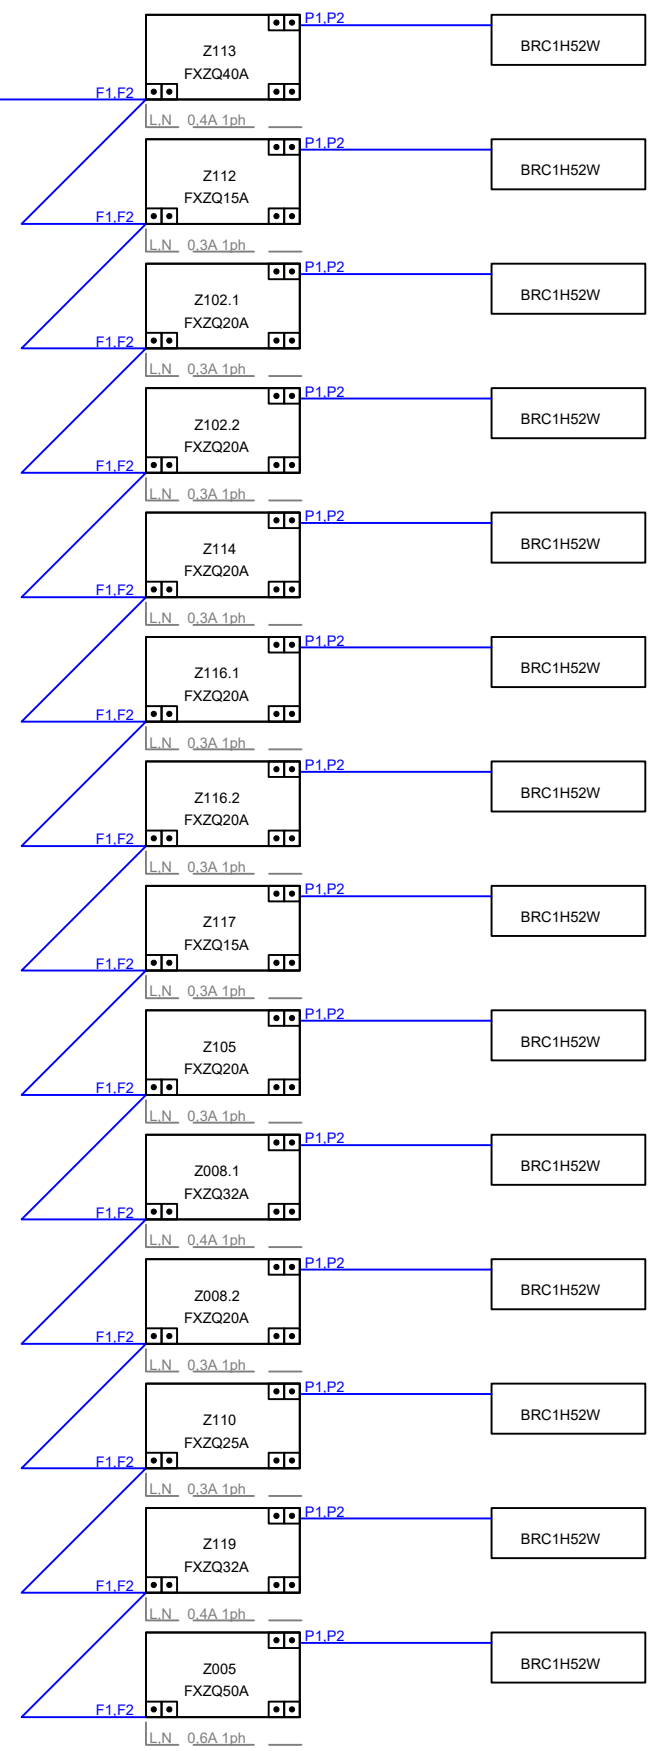 P1,P2
Z113
BRC1H52W
FXZQ40A
F1,F2
L,N 0,4A 1ph
P1,P2
Z112
BRC1H52W
FXZQ15A
F1,F2
L,N 0,3A 1ph
P1,P2
Z102.1
BRC1H52W
FXZQ20A
F1,F2
L,N 0,3A 1ph
P1,P2
Z102.2
BRC1H52W
FXZQ20A
F1,F2
L,N 0,3A 1ph
P1,P2
Z114
BRC1H52W
FXZQ20A
F1,F2
L,N 0,3A 1ph
P1,P2
Z116.1
BRC1H52W
FXZQ20A
F1,F2
L,N 0,3A 1ph
P1,P2
Z116.2
BRC1H52W
FXZQ20A
F1,F2
L,N 0,3A 1ph
P1,P2
Z117
BRC1H52W
FXZQ15A
F1,F2
L,N 0,3A 1ph
P1,P2
Z105
BRC1H52W
FXZQ20A
F1,F2
L,N 0,3A 1ph
P1,P2
Z008.1
BRC1H52W
FXZQ32A
F1,F2
L,N 0,4A 1ph
P1,P2
Z008.2
BRC1H52W
FXZQ20A
F1,F2
L,N 0,3A 1ph
P1,P2
Z110
BRC1H52W
FXZQ25A
F1,F2
L,N 0,3A 1ph
P1,P2
Z119
BRC1H52W
FXZQ32A
F1,F2
L,N 0,4A 1ph
P1,P2
Z005
BRC1H52W
FXZQ50A
F1,F2
L,N 0,6A 1ph